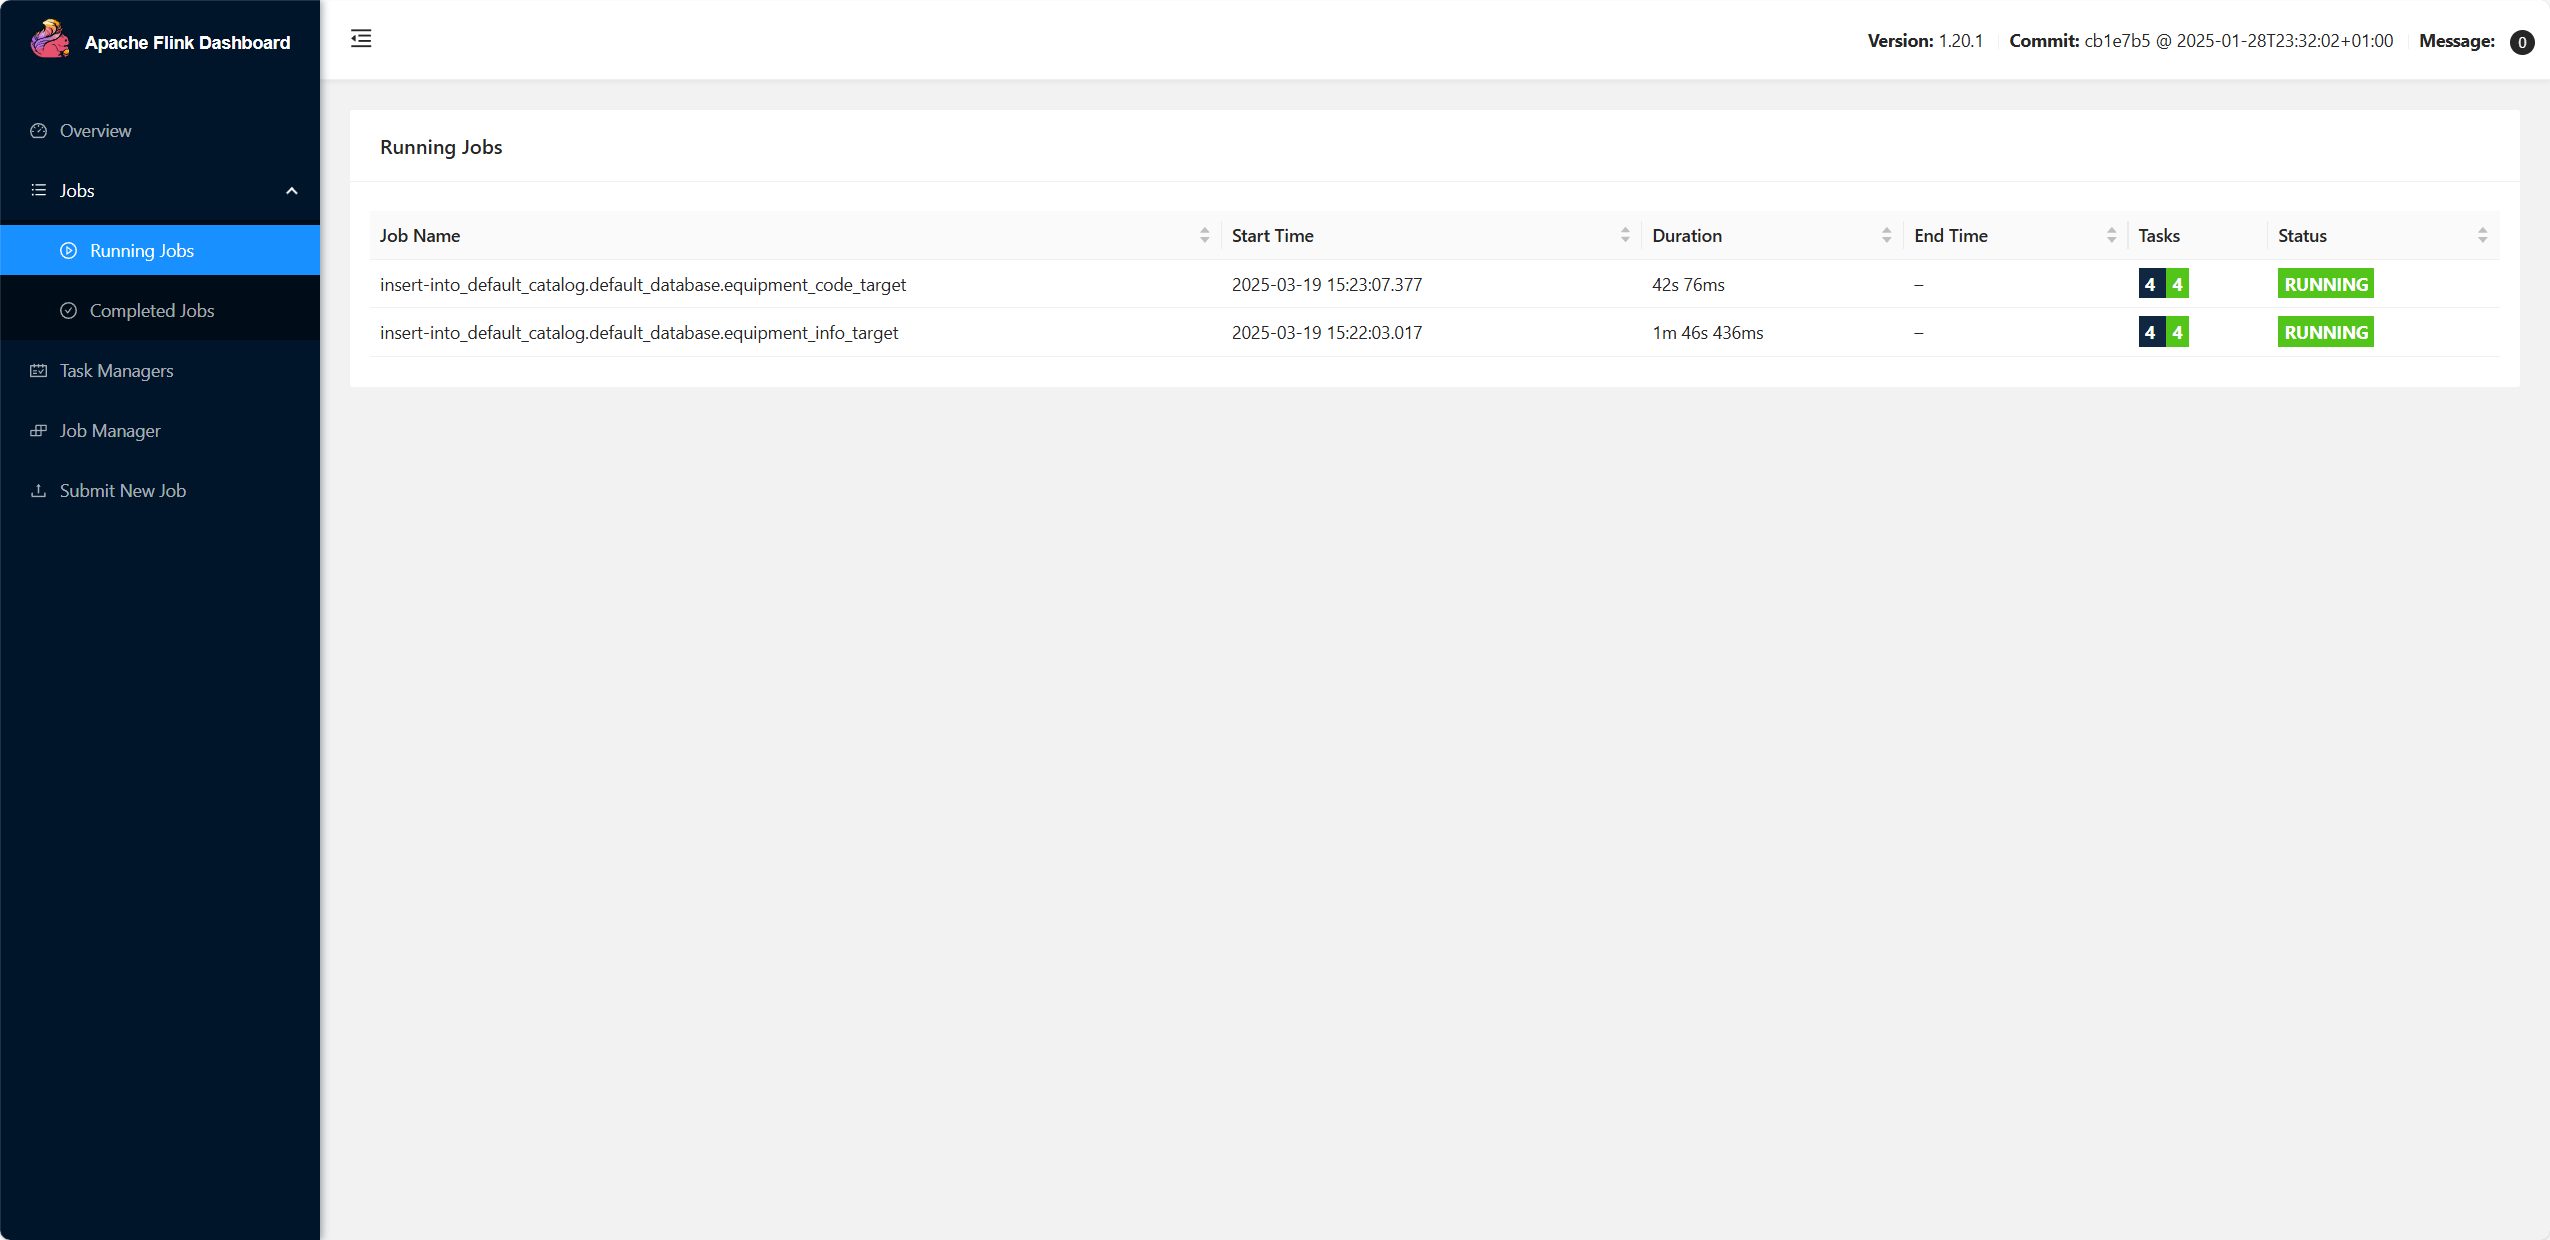 Apache Flink Dashboard
Version: 1.20.1 Commit: cb1e7b5 @ 2025-01-28T23:32:02+01:00 Message: 0
Overview
Jobs
Running Jobs
Completed Jobs
Task Managers
Job Manager
Submit New Job
Running Jobs
Job Name Start Time Duration End Time Tasks Status
insert-into_default_catalog.default_database.equipment_code_target 2025-03-19 15:23:07.377 42s 76ms – 4 4 RUNNING
insert-into_default_catalog.default_database.equipment_info_target 2025-03-19 15:22:03.017 1m 46s 436ms – 4 4 RUNNING